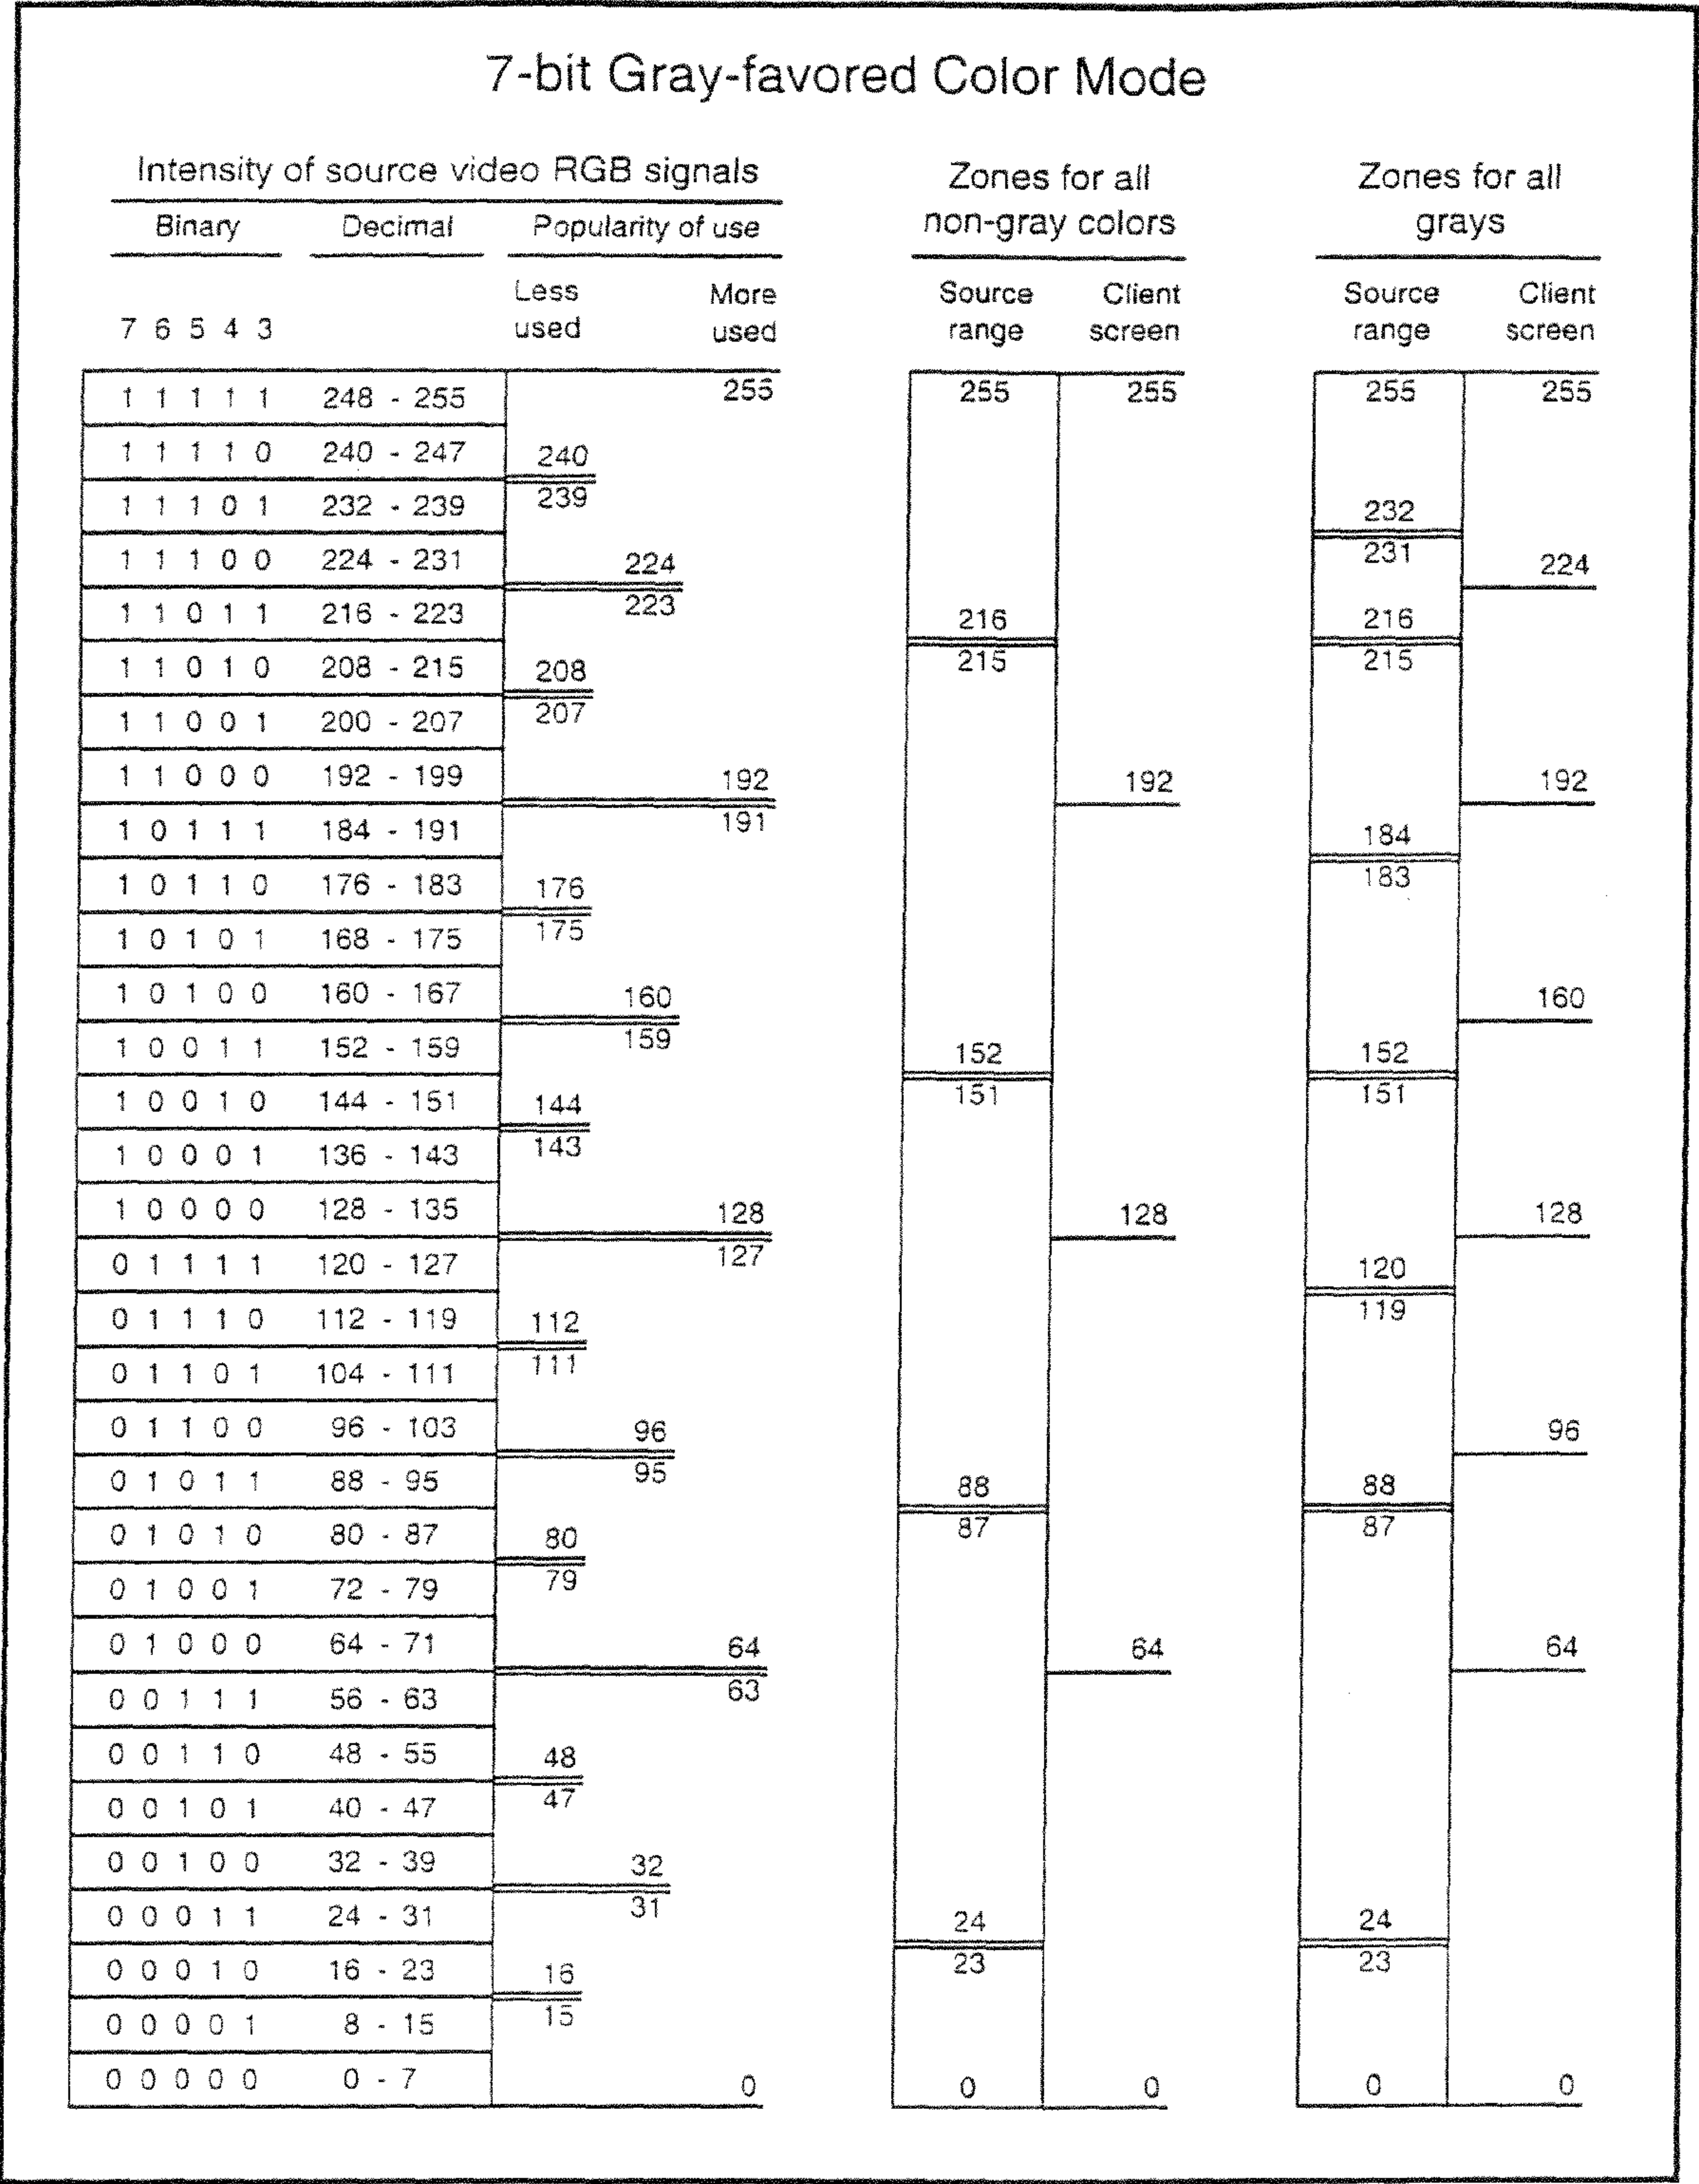 7-bit Gray-favored Color Mode
Intensity of source video RGB signals
Binary Decimal Popularity of use
Less used More used
7 6 5 4 3
Zones for all non-gray colors
Source range Client screen
Zones for all grays
Source range Client screen
1 1 1 1 1 248 - 255 255 255 255 255 255
1 1 1 1 0 240 - 247 240
1 1 1 0 1 232 - 239 239 232
1 1 1 0 0 224 - 231 224 231 224
1 1 0 1 1 216 - 223 223 216 216
1 1 0 1 0 208 - 215 208 215 215
1 1 0 0 1 200 - 207 207
1 1 0 0 0 192 - 199 192 192 192
1 0 1 1 1 184 - 191 191 184
1 0 1 1 0 176 - 183 176 183
1 0 1 0 1 168 - 175 175
1 0 1 0 0 160 - 167 160 160
1 0 0 1 1 152 - 159 159 152 152
1 0 0 1 0 144 - 151 144 151 151
1 0 0 0 1 136 - 143 143
1 0 0 0 0 128 - 135 128 128 128
0 1 1 1 1 120 - 127 127 120
0 1 1 1 0 112 - 119 112 119
0 1 1 0 1 104 - 111 111
0 1 1 0 0 96 - 103 96 96
0 1 0 1 1 88 - 95 95 88 88
0 1 0 1 0 80 - 87 80 87 87
0 1 0 0 1 72 - 79 79
0 1 0 0 0 64 - 71 64 64 64
0 0 1 1 1 56 - 63 63
0 0 1 1 0 48 - 55 48
0 0 1 0 1 40 - 47 47
0 0 1 0 0 32 - 39 32
0 0 0 1 1 24 - 31 31 24 24
0 0 0 1 0 16 - 23 16 23 23
0 0 0 0 1 8 - 15 15
0 0 0 0 0 0 - 7 0 0 0 0 0